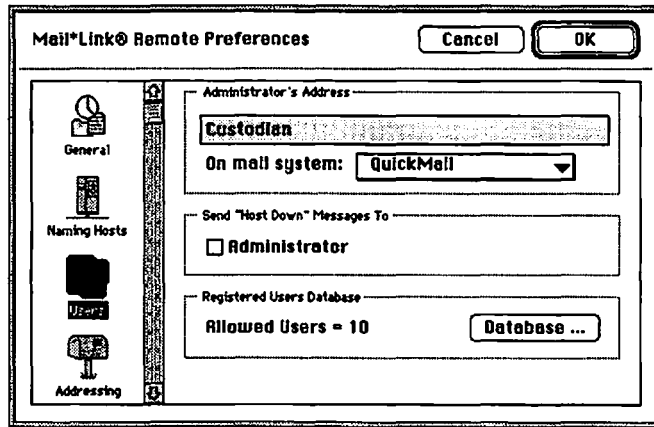 Mail*Link® Remote Preferences
Cancel
OK
General
Naming Hosts
Users
Addressing
Administrator's Address
Custodian
On mail system: QuickMail
Send "Host Down" Messages To
Administrator
Registered Users Database
Allowed Users = 10
Database ...